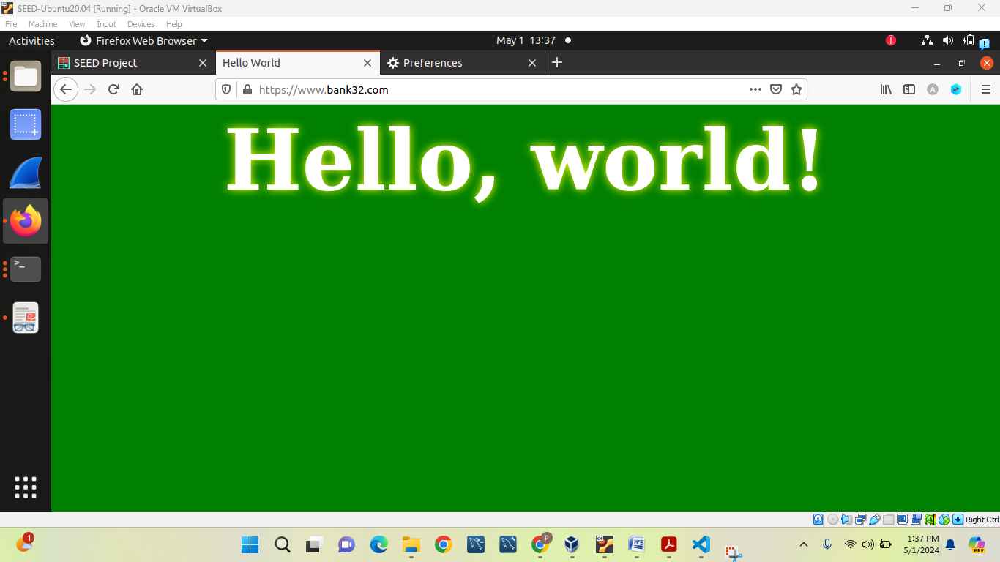 SEED-Ubuntu20.04 [Running] - Oracle VM VirtualBox
File Machine View Input Devices Help
Activities Firefox Web Browser May 1 13:37
SEED Project Hello World Preferences
https://www.bank32.com
Hello, world!
Right Ctrl
1
P
1:37 PM
5/1/2024
PRE